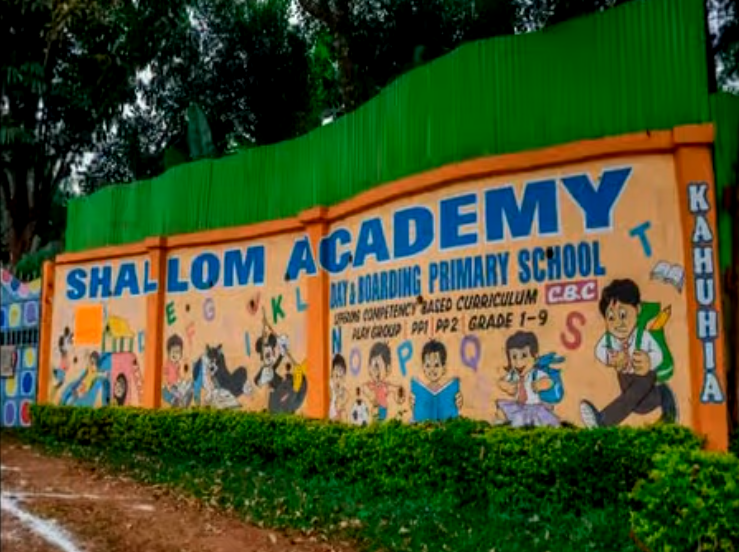 SHALLOM ACADEMY
DAY & BOARDING PRIMARY SCHOOL
OFFERING COMPETENCY BASED CURRICULUM C.B.C
PLAY GROUP | PP1 | PP2 | GRADE 1-9
KAHUHIA
E G I J K L
N O P Q S T